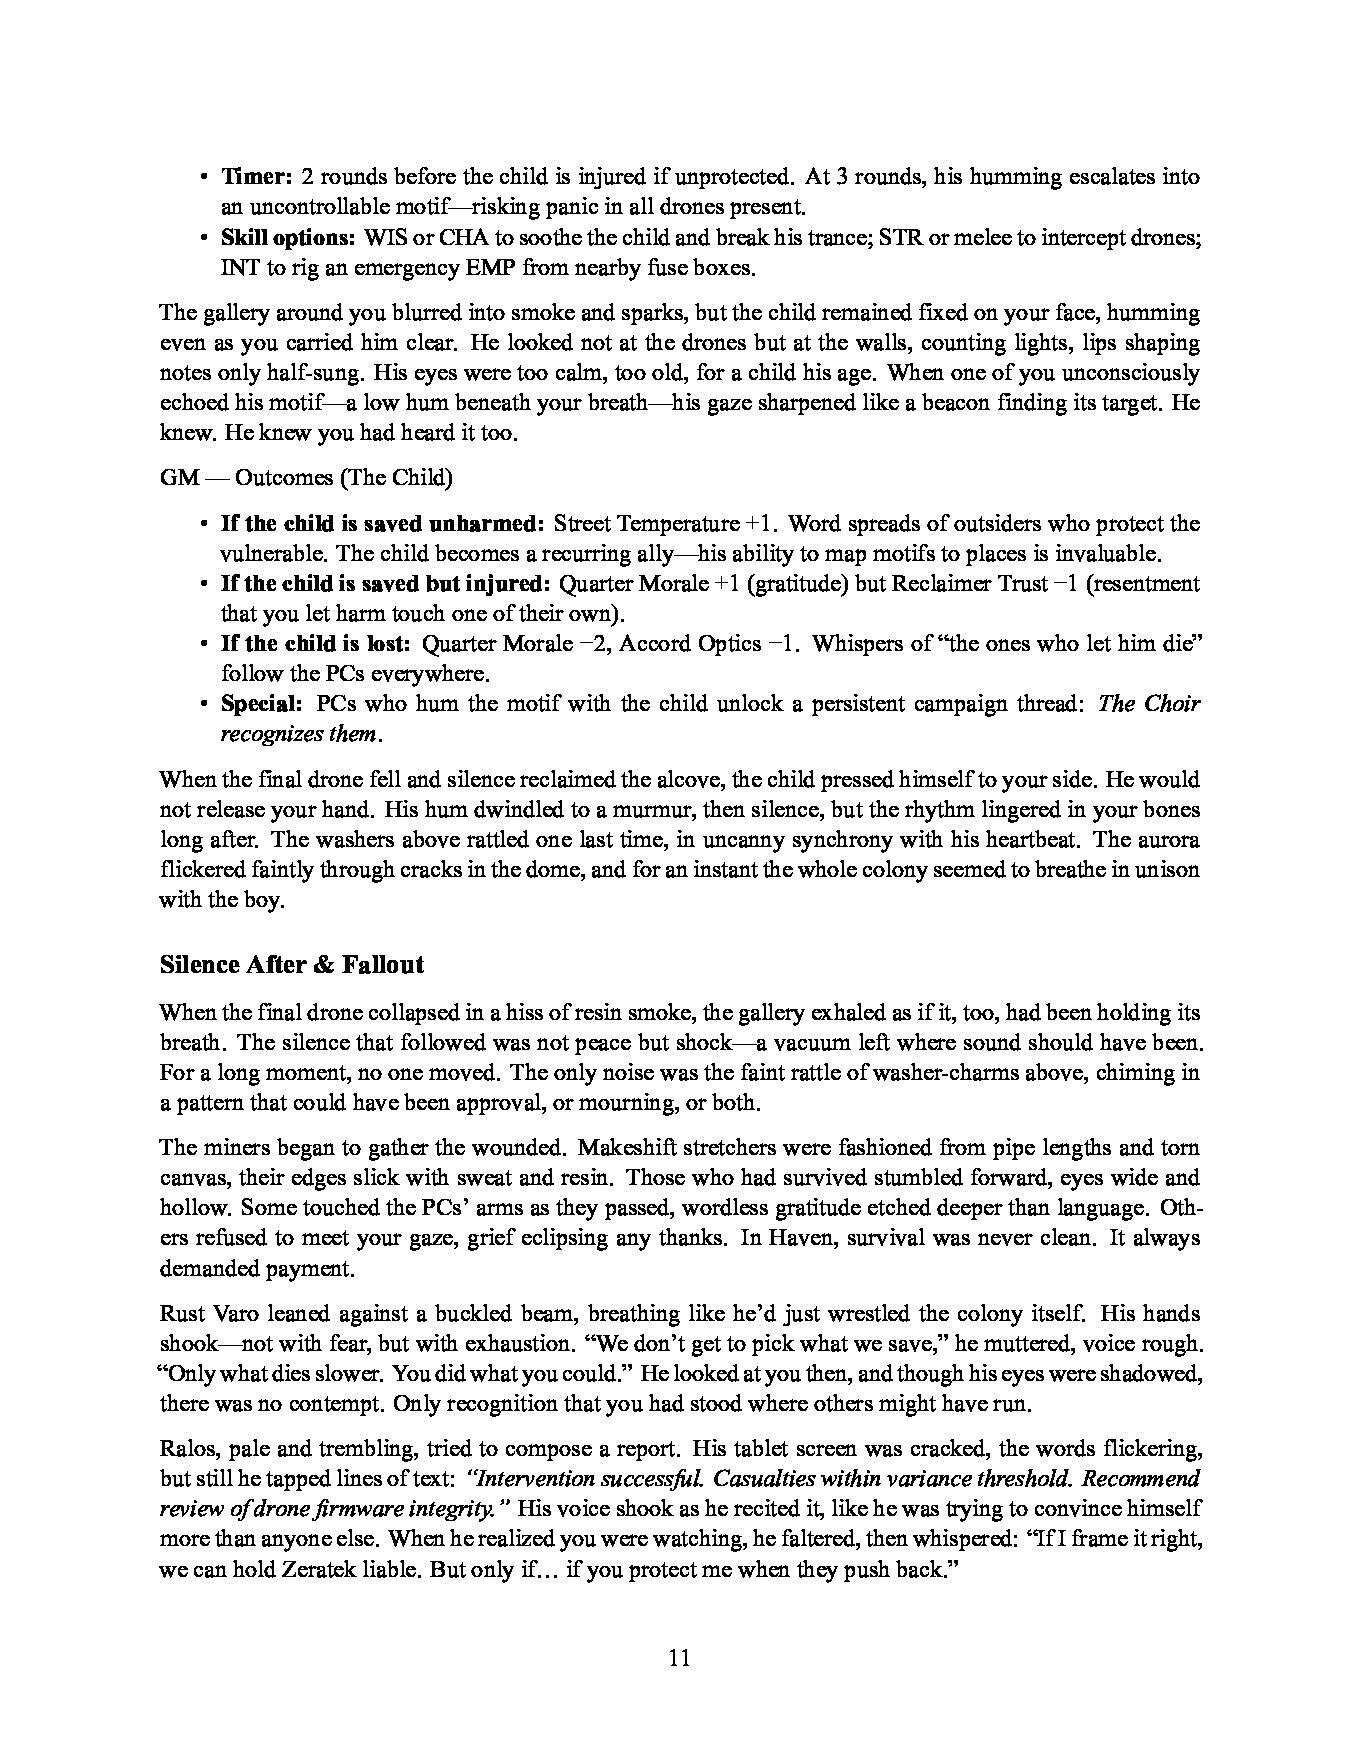 • Timer: 2 rounds before the child is injured if unprotected. At 3 rounds, his humming escalates into
an uncontrollable motif—risking panic in all drones present.
• Skill options: WIS or CHA to soothe the child and break his trance; STR or melee to intercept drones;
INT to rig an emergency EMP from nearby fuse boxes.
The gallery around you blurred into smoke and sparks, but the child remained fixed on your face, humming
even as you carried him clear. He looked not at the drones but at the walls, counting lights, lips shaping
notes only half-sung. His eyes were too calm, too old, for a child his age. When one of you unconsciously
echoed his motif—a low hum beneath your breath—his gaze sharpened like a beacon finding its target. He
knew. He knew you had heard it too.
GM — Outcomes (The Child)
• If the child is saved unharmed: Street Temperature +1. Word spreads of outsiders who protect the
vulnerable. The child becomes a recurring ally—his ability to map motifs to places is invaluable.
• If the child is saved but injured: Quarter Morale +1 (gratitude) but Reclaimer Trust −1 (resentment
that you let harm touch one of their own).
• If the child is lost: Quarter Morale −2, Accord Optics −1. Whispers of “the ones who let him die”
follow the PCs everywhere.
• Special: PCs who hum the motif with the child unlock a persistent campaign thread: The Choir
recognizes them.
When the final drone fell and silence reclaimed the alcove, the child pressed himself to your side. He would
not release your hand. His hum dwindled to a murmur, then silence, but the rhythm lingered in your bones
long after. The washers above rattled one last time, in uncanny synchrony with his heartbeat. The aurora
flickered faintly through cracks in the dome, and for an instant the whole colony seemed to breathe in unison
with the boy.
Silence After & Fallout
When the final drone collapsed in a hiss of resin smoke, the gallery exhaled as if it, too, had been holding its
breath. The silence that followed was not peace but shock—a vacuum left where sound should have been.
For a long moment, no one moved. The only noise was the faint rattle of washer-charms above, chiming in
a pattern that could have been approval, or mourning, or both.
The miners began to gather the wounded. Makeshift stretchers were fashioned from pipe lengths and torn
canvas, their edges slick with sweat and resin. Those who had survived stumbled forward, eyes wide and
hollow. Some touched the PCs’ arms as they passed, wordless gratitude etched deeper than language. Oth-
ers refused to meet your gaze, grief eclipsing any thanks. In Haven, survival was never clean. It always
demanded payment.
Rust Varo leaned against a buckled beam, breathing like he’d just wrestled the colony itself. His hands
shook—not with fear, but with exhaustion. “We don’t get to pick what we save,” he muttered, voice rough.
“Only what dies slower. You did what you could.” He looked at you then, and though his eyes were shadowed,
there was no contempt. Only recognition that you had stood where others might have run.
Ralos, pale and trembling, tried to compose a report. His tablet screen was cracked, the words flickering,
but still he tapped lines of text: “Intervention successful. Casualties within variance threshold. Recommend
review of drone firmware integrity.” His voice shook as he recited it, like he was trying to convince himself
more than anyone else. When he realized you were watching, he faltered, then whispered: “If I frame it right,
we can hold Zeratek liable. But only if… if you protect me when they push back.”
11